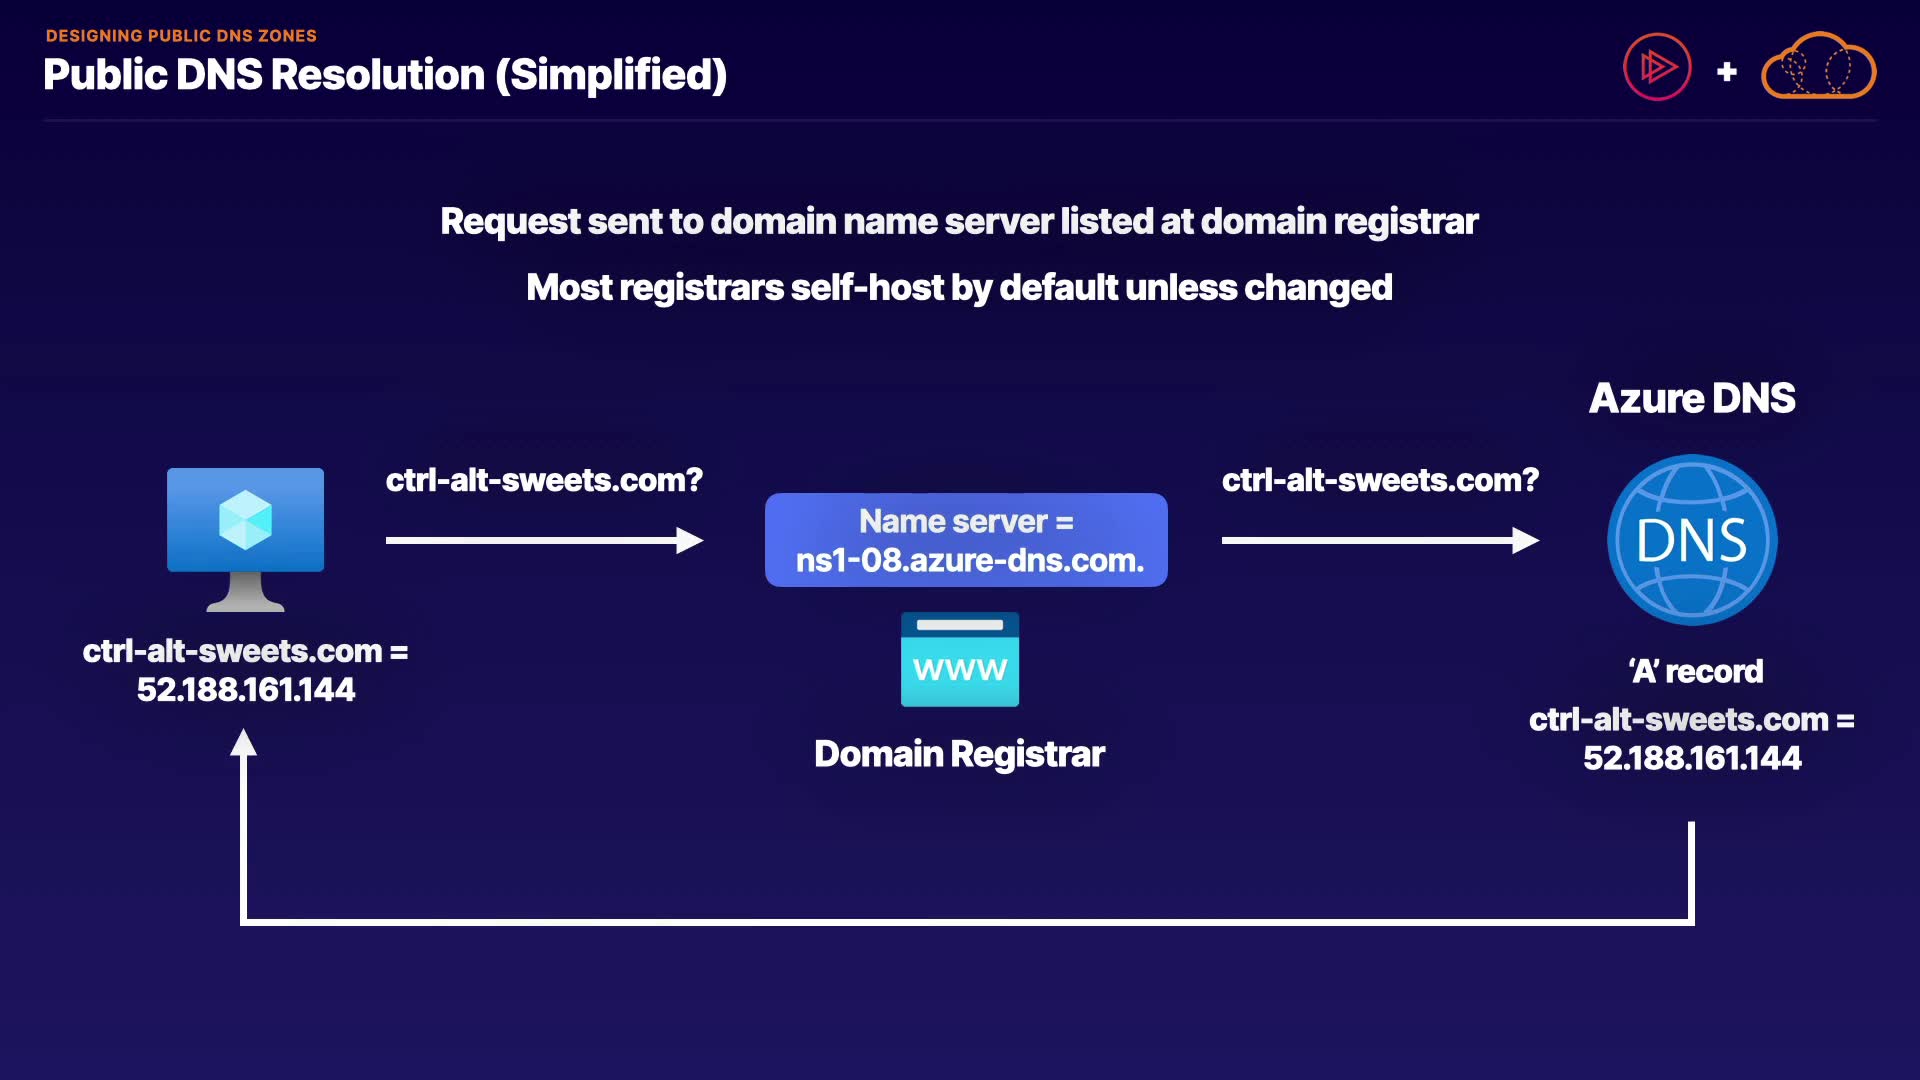 DESIGNING PUBLIC DNS ZONES
Public DNS Resolution (Simplified)
+
Request sent to domain name server listed at domain registrar
Most registrars self-host by default unless changed
Azure DNS
ctrl-alt-sweets.com?
ctrl-alt-sweets.com?
Name server =
ns1-08.azure-dns.com.
DNS
ctrl-alt-sweets.com =
52.188.161.144
www
Domain Registrar
‘A’ record
ctrl-alt-sweets.com =
52.188.161.144